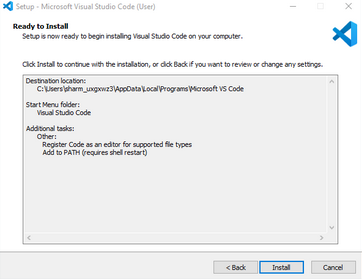 Setup - Microsoft Visual Studio Code (User)
Ready to Install
Setup is now ready to begin installing Visual Studio Code on your computer.
Click Install to continue with the installation, or click Back if you want to review or change any settings.
Destination location:
C:\Users\sharm_uxgxwz3\AppData\Local\Programs\Microsoft VS Code
Start Menu folder:
Visual Studio Code
Additional tasks:
Other:
Register Code as an editor for supported file types
Add to PATH (requires shell restart)
< Back
Install
Cancel